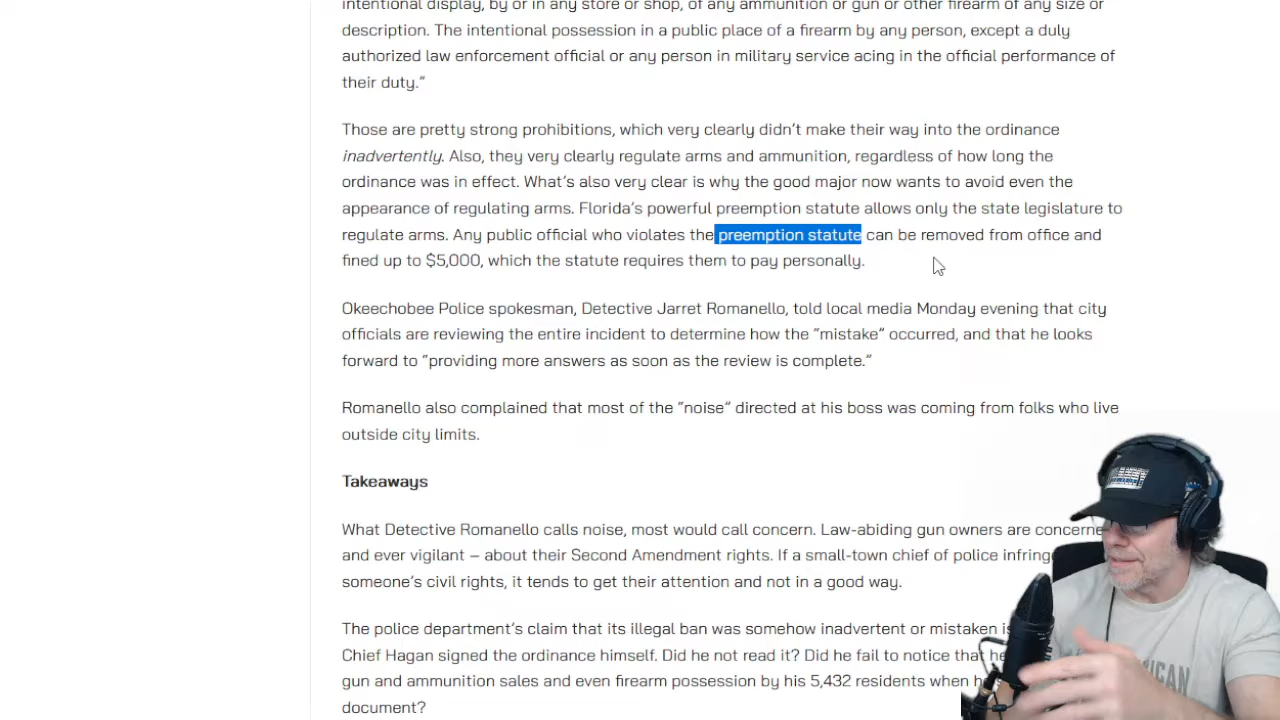 intentional display, by or in any store or shop, of any ammunition or gun or other firearm of any size or
description. The intentional possession in a public place of a firearm by any person, except a duly
authorized law enforcement official or any person in military service acing in the official performance of
their duty.”
Those are pretty strong prohibitions, which very clearly didn’t make their way into the ordinance
inadvertently. Also, they very clearly regulate arms and ammunition, regardless of how long the
ordinance was in effect. What’s also very clear is why the good major now wants to avoid even the
appearance of regulating arms. Florida’s powerful preemption statute allows only the state legislature to
regulate arms. Any public official who violates the preemption statute can be removed from office and
fined up to $5,000, which the statute requires them to pay personally.
Okeechobee Police spokesman, Detective Jarret Romanello, told local media Monday evening that city
officials are reviewing the entire incident to determine how the “mistake” occurred, and that he looks
forward to “providing more answers as soon as the review is complete.”
Romanello also complained that most of the “noise” directed at his boss was coming from folks who live
outside city limits.
Takeaways
What Detective Romanello calls noise, most would call concern. Law-abiding gun owners are concerne
and ever vigilant – about their Second Amendment rights. If a small-town chief of police infring
someone’s civil rights, it tends to get their attention and not in a good way.
The police department’s claim that its illegal ban was somehow inadvertent or mistaken is
Chief Hagan signed the ordinance himself. Did he not read it? Did he fail to notice that he
gun and ammunition sales and even firearm possession by his 5,432 residents when he
document?